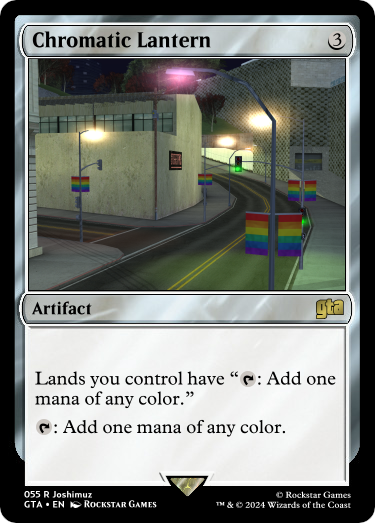 Chromatic Lantern 3
Artifact gta
Lands you control have “T: Add one
mana of any color.”
T: Add one mana of any color.
055 R Joshimuz
GTA • EN ROCKSTAR GAMES
© Rockstar Games
™ & © 2024 Wizards of the Coast